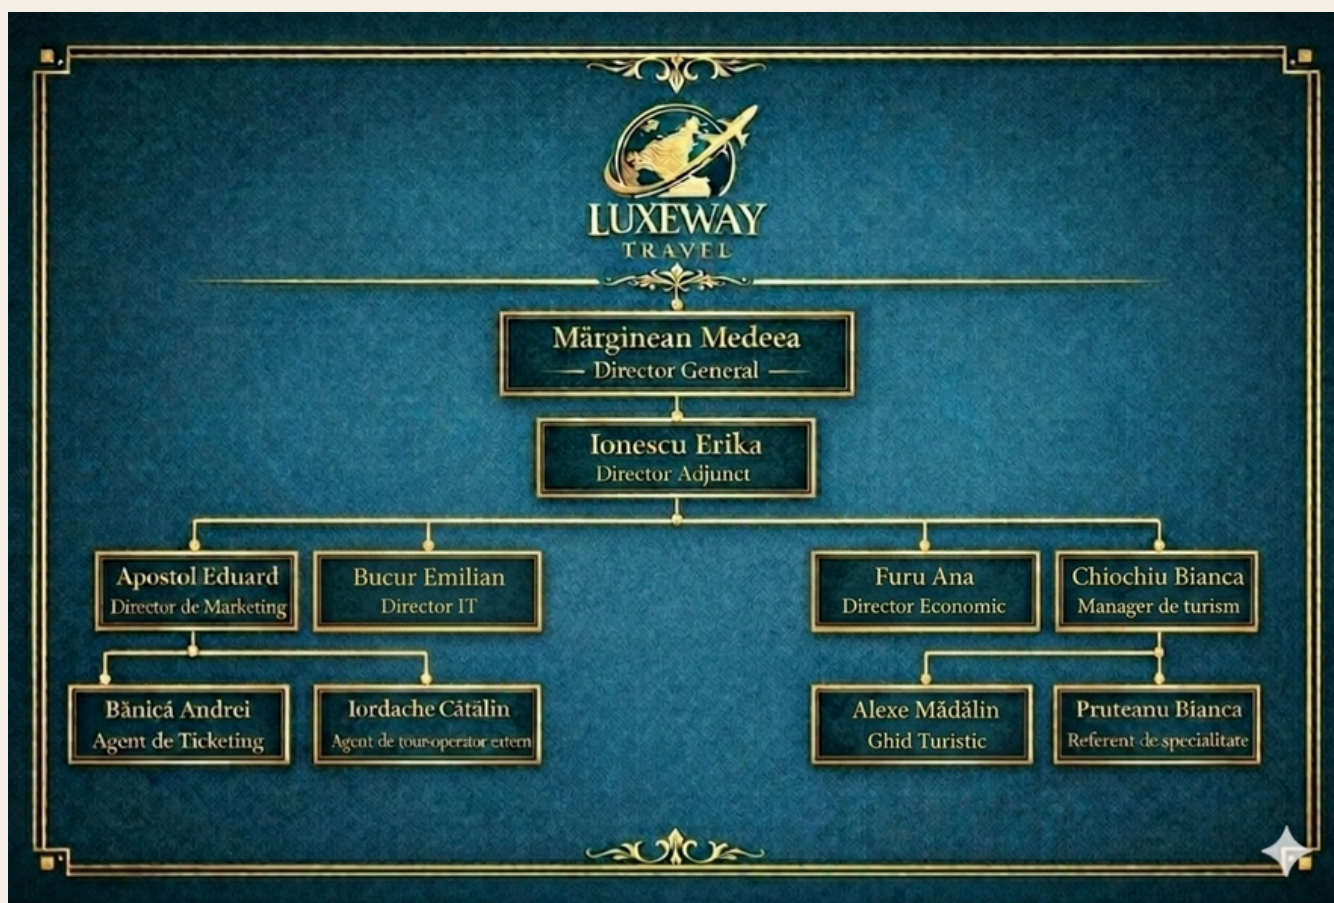 LUXEWAY
TRAVEL
Märginean Medeea
Director General
Ionescu Erika
Director Adjunct
Apostol Eduard
Director de Marketing
Bucur Emilian
Director IT
Furu Ana
Director Economic
Chiochiu Bianca
Manager de turism
Bănică Andrei
Agent de Ticketing
Iordache Cătălin
Agent de tour-operator extern
Alexe Mădălin
Ghid Turistic
Pruteanu Bianca
Referent de specialitate